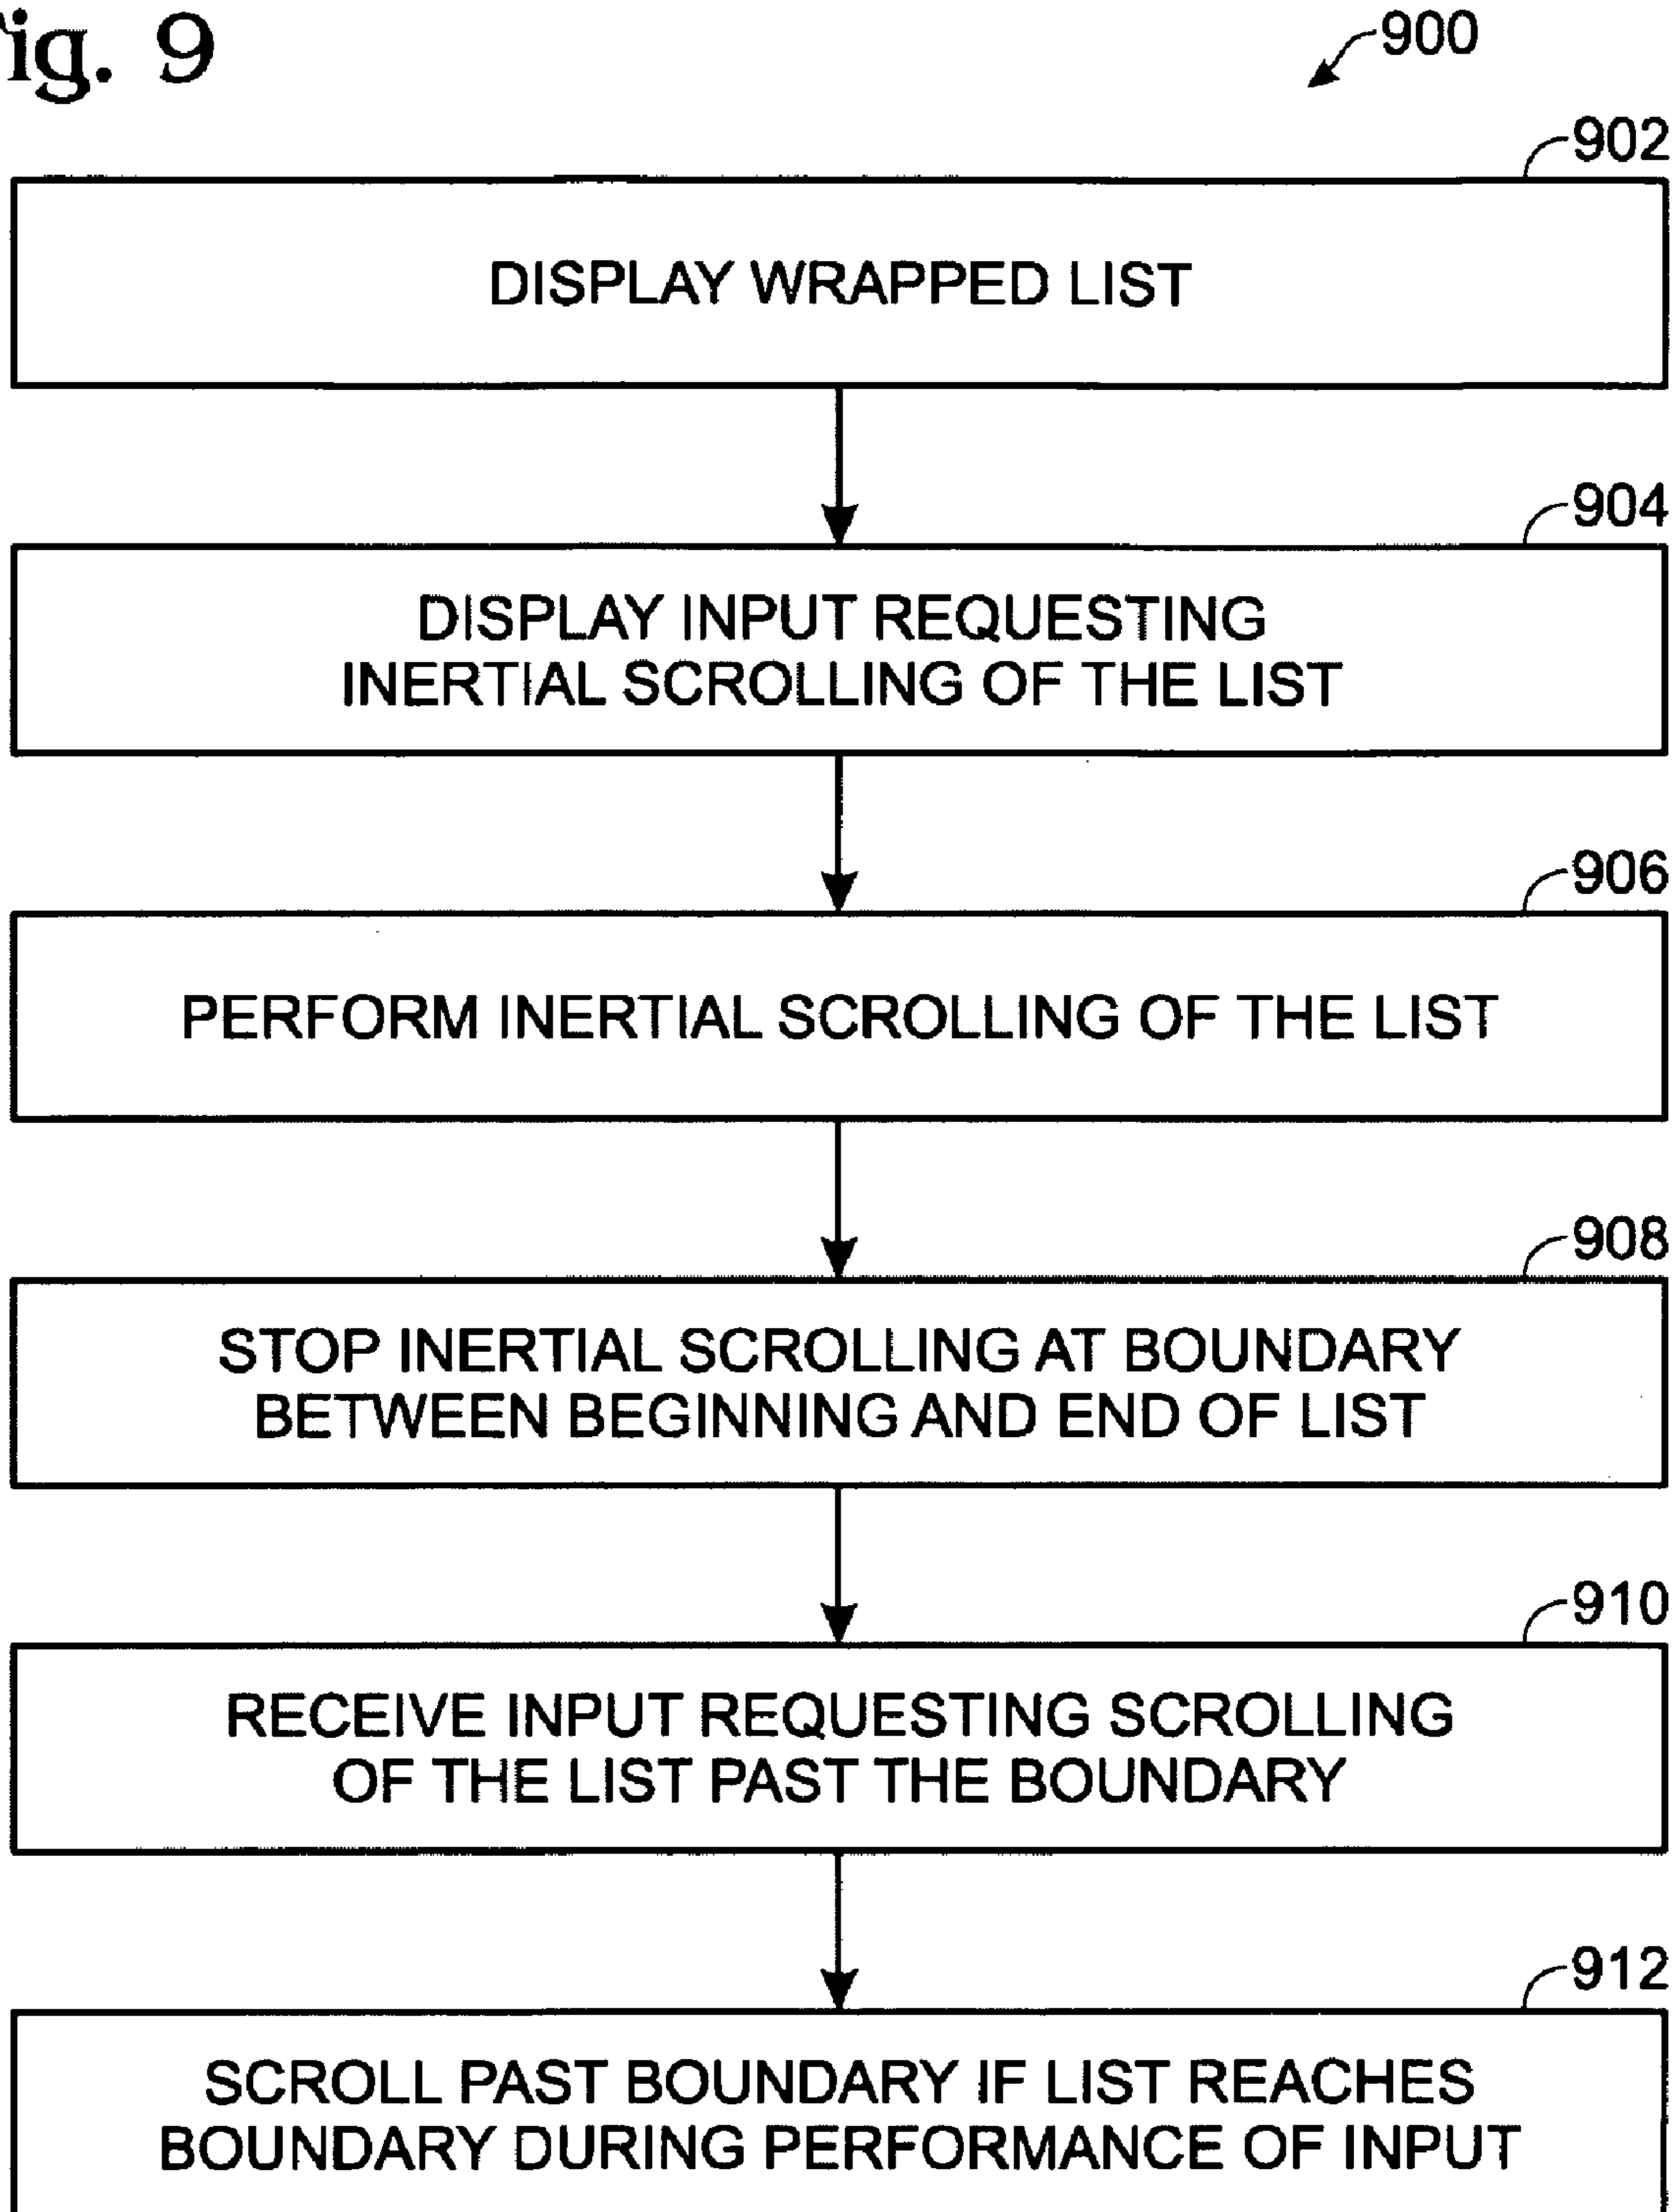 ig. 9
900
902
DISPLAY WRAPPED LIST
904
DISPLAY INPUT REQUESTING
INERTIAL SCROLLING OF THE LIST
906
PERFORM INERTIAL SCROLLING OF THE LIST
908
STOP INERTIAL SCROLLING AT BOUNDARY
BETWEEN BEGINNING AND END OF LIST
910
RECEIVE INPUT REQUESTING SCROLLING
OF THE LIST PAST THE BOUNDARY
912
SCROLL PAST BOUNDARY IF LIST REACHES
BOUNDARY DURING PERFORMANCE OF INPUT